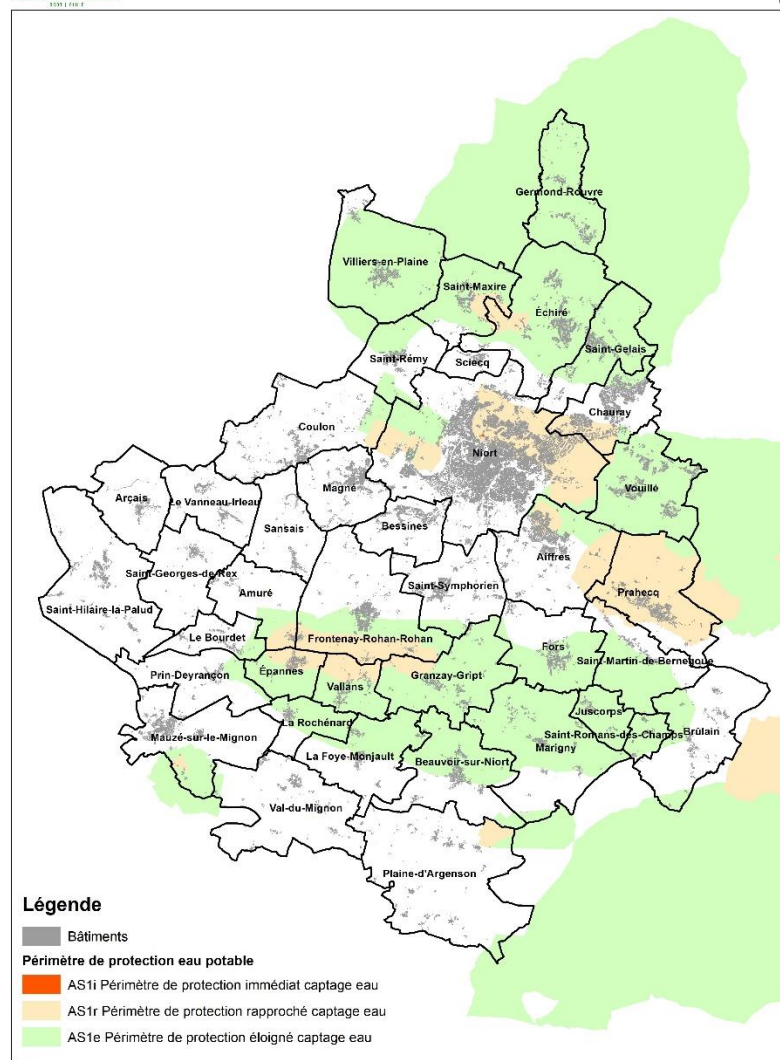 Germond-Rouvre
Villiers-en-Plaine
Saint-Maxire
Échiré
Saint-Gelais
Saint-Rémy
Sciecq
Chauray
Coulon
Niort
Vouillé
Magné
Arçais
Le Vanneau-Irleau
Sansais
Bessines
Aiffres
Saint-Georges-de-Rex
Saint-Symphorien
Amuré
Prahecq
Saint-Hilaire-la-Palud
Le Bourdet
Frontenay-Rohan-Rohan
Fors
Saint-Martin-de-Bernegoue
Prin-Deyrançon
Épannes
Granzay-Gript
Vallans
Juscorps
La Rochénard
Saint-Romans-des-Champs
Brûlain
Mauzé-sur-le-Mignon
Marigny
La Foye-Monjault
Beauvoir-sur-Niort
Val-du-Mignon
Plaine-d'Argenson
Légende
Bâtiments
Périmètre de protection eau potable
AS1i Périmètre de protection immédiat captage eau
AS1r Périmètre de protection rapproché captage eau
AS1e Périmètre de protection éloigné captage eau